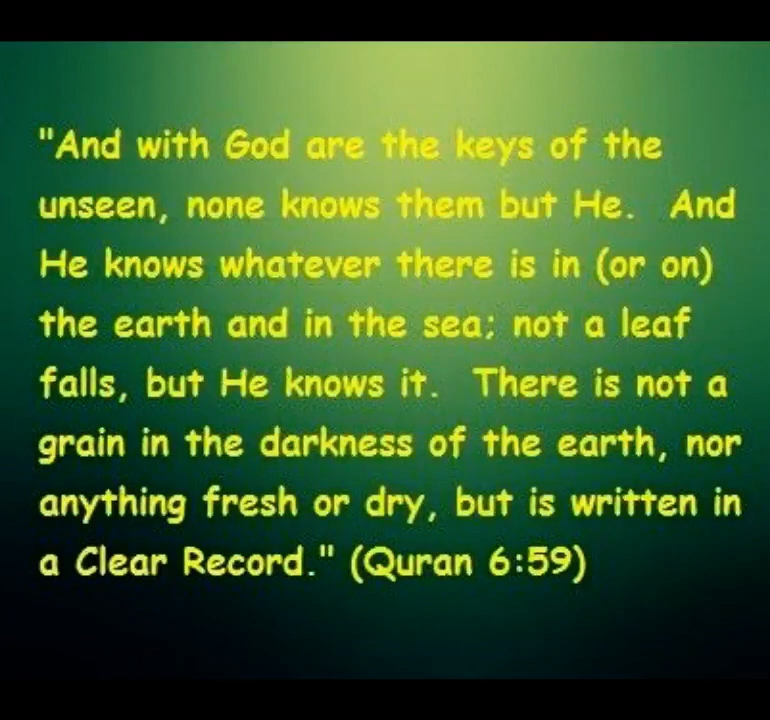 "And with God are the keys of the
unseen, none knows them but He.  And
He knows whatever there is in (or on)
the earth and in the sea; not a leaf
falls, but He knows it.  There is not a
grain in the darkness of the earth, nor
anything fresh or dry, but is written in
a Clear Record." (Quran 6:59)